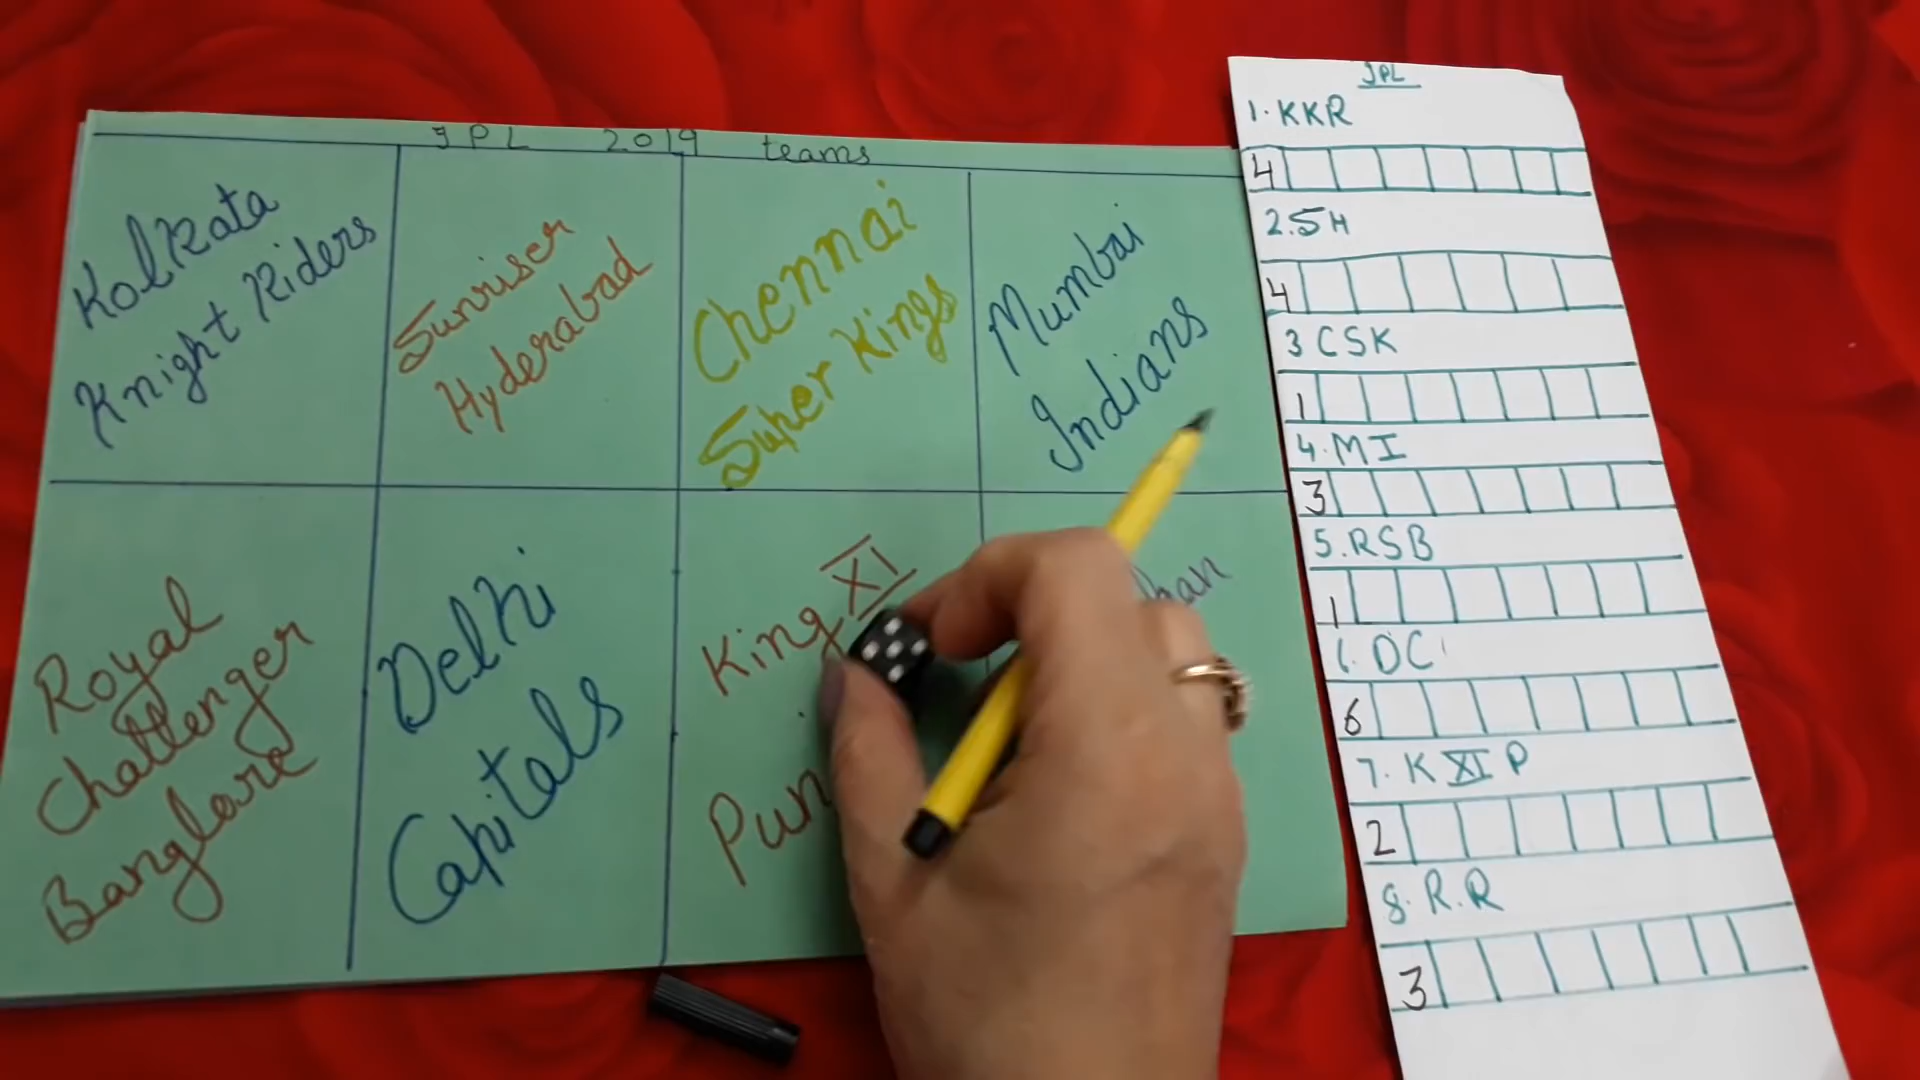 IPL 2019 teams
Kolkata
Knight Riders
Sunriser
Hyderabad
Chennai
Super Kings
Mumbai
Indians
Royal
Challenger
Banglore
Delhi
Capitals
King XI
IPL
1. KKR
4
2. SH
4
3 CSK
1
4. MI
3
5. RSB
1
6. DC
6
7. K XI P
2
8. R.R
3